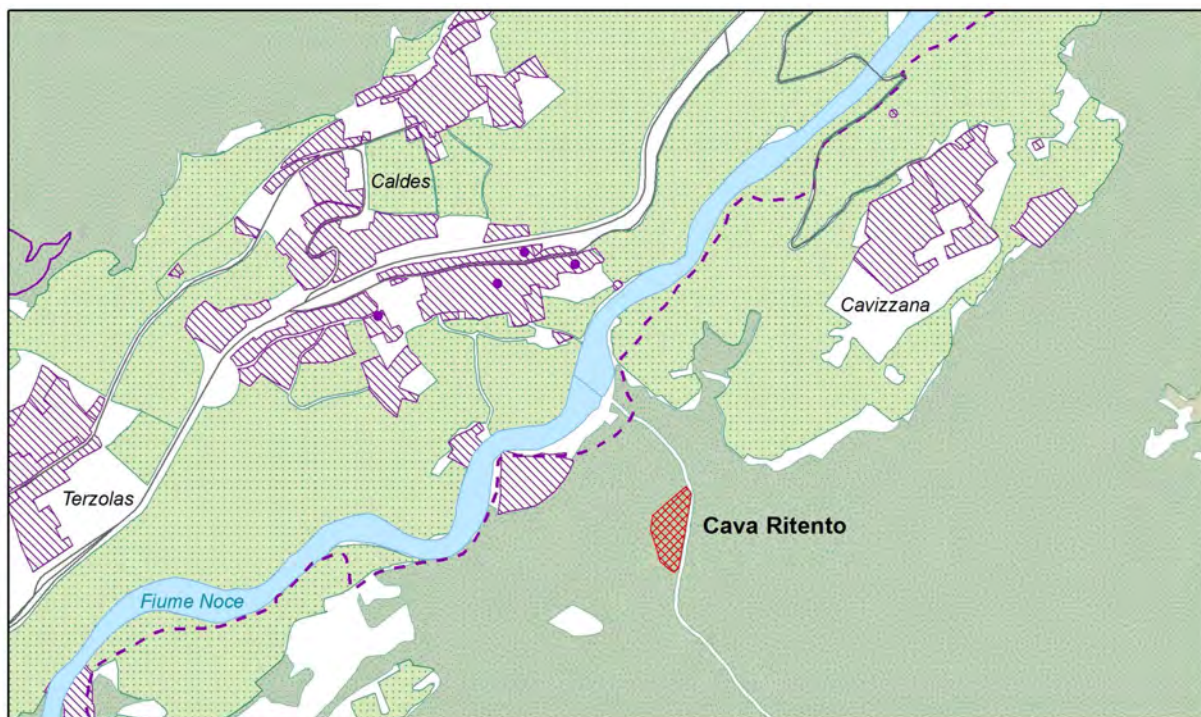 Caldes
Cavizzana
Terzolas
Cava Ritento
Fiume Noce